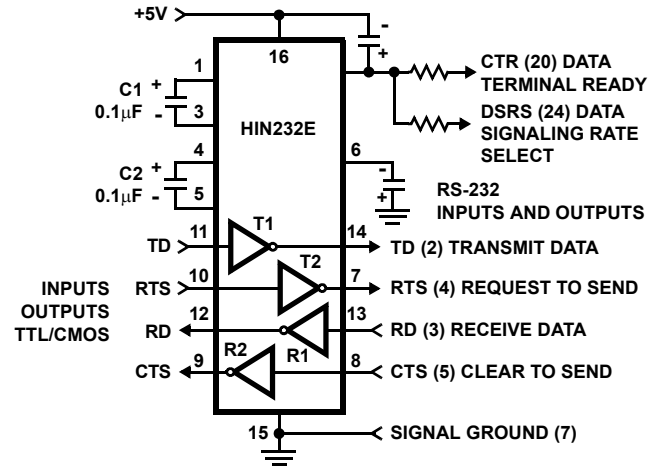 +5V
-
+
16
CTR (20) DATA
TERMINAL READY
1
C1
+
0.1μF
-
3
HIN232E
DSRS (24) DATA
SIGNALING RATE
SELECT
4
C2
+
0.1μF
-
5
6
-
+
RS-232
INPUTS AND OUTPUTS
T1
11
14
TD
TD (2) TRANSMIT DATA
T2
INPUTS
OUTPUTS
TTL/CMOS
10
7
RTS
RTS (4) REQUEST TO SEND
12
13
RD
RD (3) RECEIVE DATA
R1
R2
9
8
CTS
CTS (5) CLEAR TO SEND
15
SIGNAL GROUND (7)